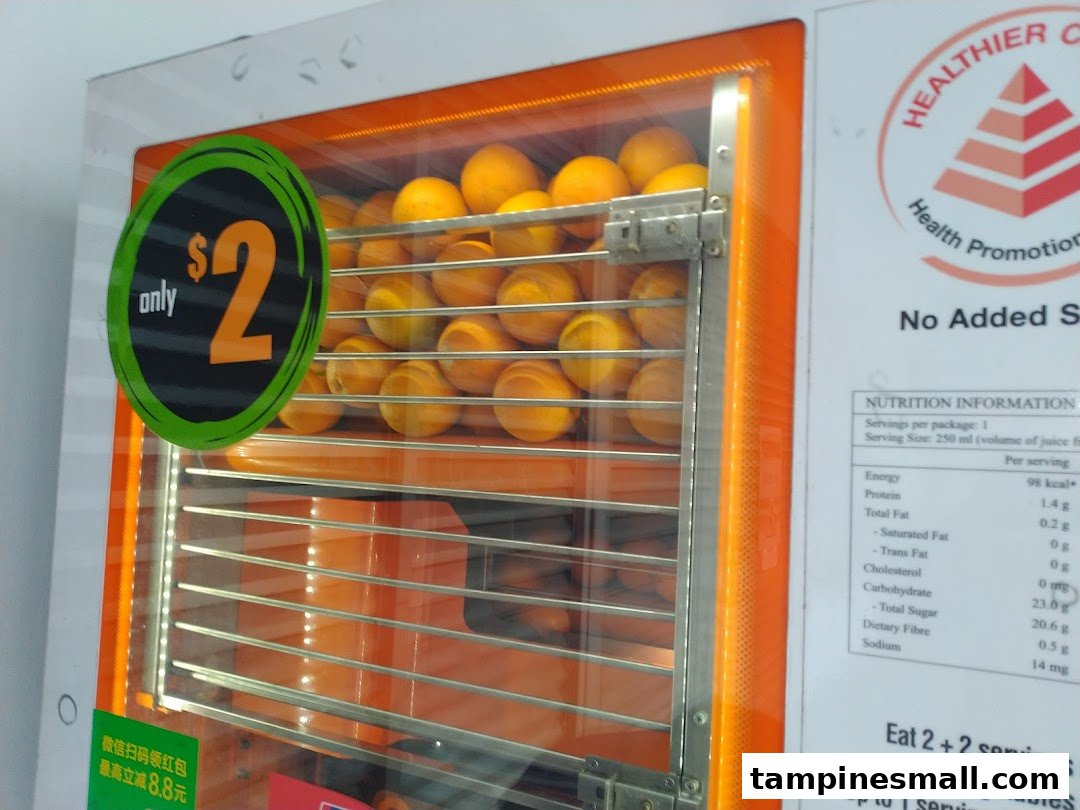 only $2
HEALTHIER C
Health Promotion
No Added S
NUTRITION INFORMATION
Servings per package: 1
Serving Size: 250 ml (volume of juice
Per serving
Energy 98 kcal*
Protein 1.4 g
Total Fat 0.2 g
- Saturated Fat 0 g
- Trans Fat 0 g
Cholesterol 0 mg
Carbohydrate 23.0 g
- Total Sugar 20.6 g
Dietary Fibre 0.5 g
Sodium 14 mg
Eat 2 + 2
微信扫码领红包
最高立减8.8元
tampinesmall.com